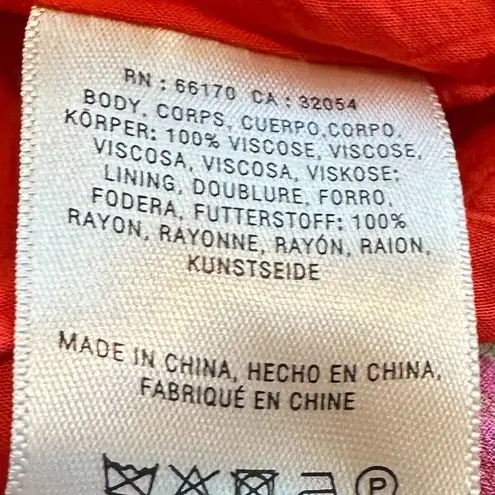 RN : 66170 CA : 32054
BODY, CORPS, CUERPO,CORPO,
KÖRPER: 100% VISCOSE, VISCOSE,
VISCOSA, VISCOSA, VISKOSE;
LINING, DOUBLURE, FORRO,
FODERA, FUTTERSTOFF: 100%
RAYON, RAYONNE, RAYÓN, RAION,
KUNSTSEIDE
MADE IN CHINA, HECHO EN CHINA,
FABRIQUÉ EN CHINE
P